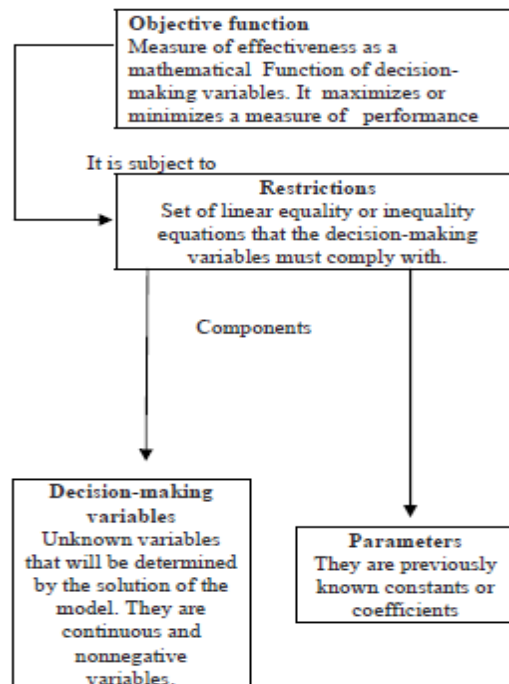 Objective function
Measure of effectiveness as a
mathematical Function of decision-
making variables. It maximizes or
minimizes a measure of performance
It is subject to
Restrictions
Set of linear equality or inequality
equations that the decision-making
variables must comply with.
Components
Decision-making
variables
Unknown variables
that will be determined
by the solution of the
model. They are
continuous and
nonnegative
variables.
Parameters
They are previously
known constants or
coefficients